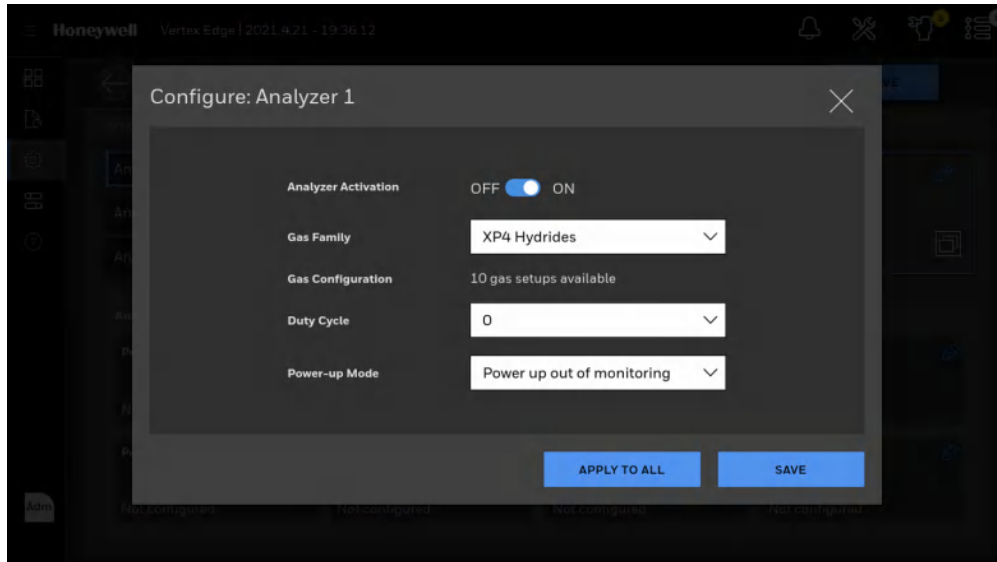 Honeywell Vertex Edge | 2021.4.21 - 19:36.12
Configure: Analyzer 1
Analyzer Activation OFF ON
Gas Family XP4 Hydrides
Gas Configuration 10 gas setups available
Duty Cycle 0
Power-up Mode Power up out of monitoring
APPLY TO ALL SAVE
Adm
Not configured Not configured Not configured Not configured